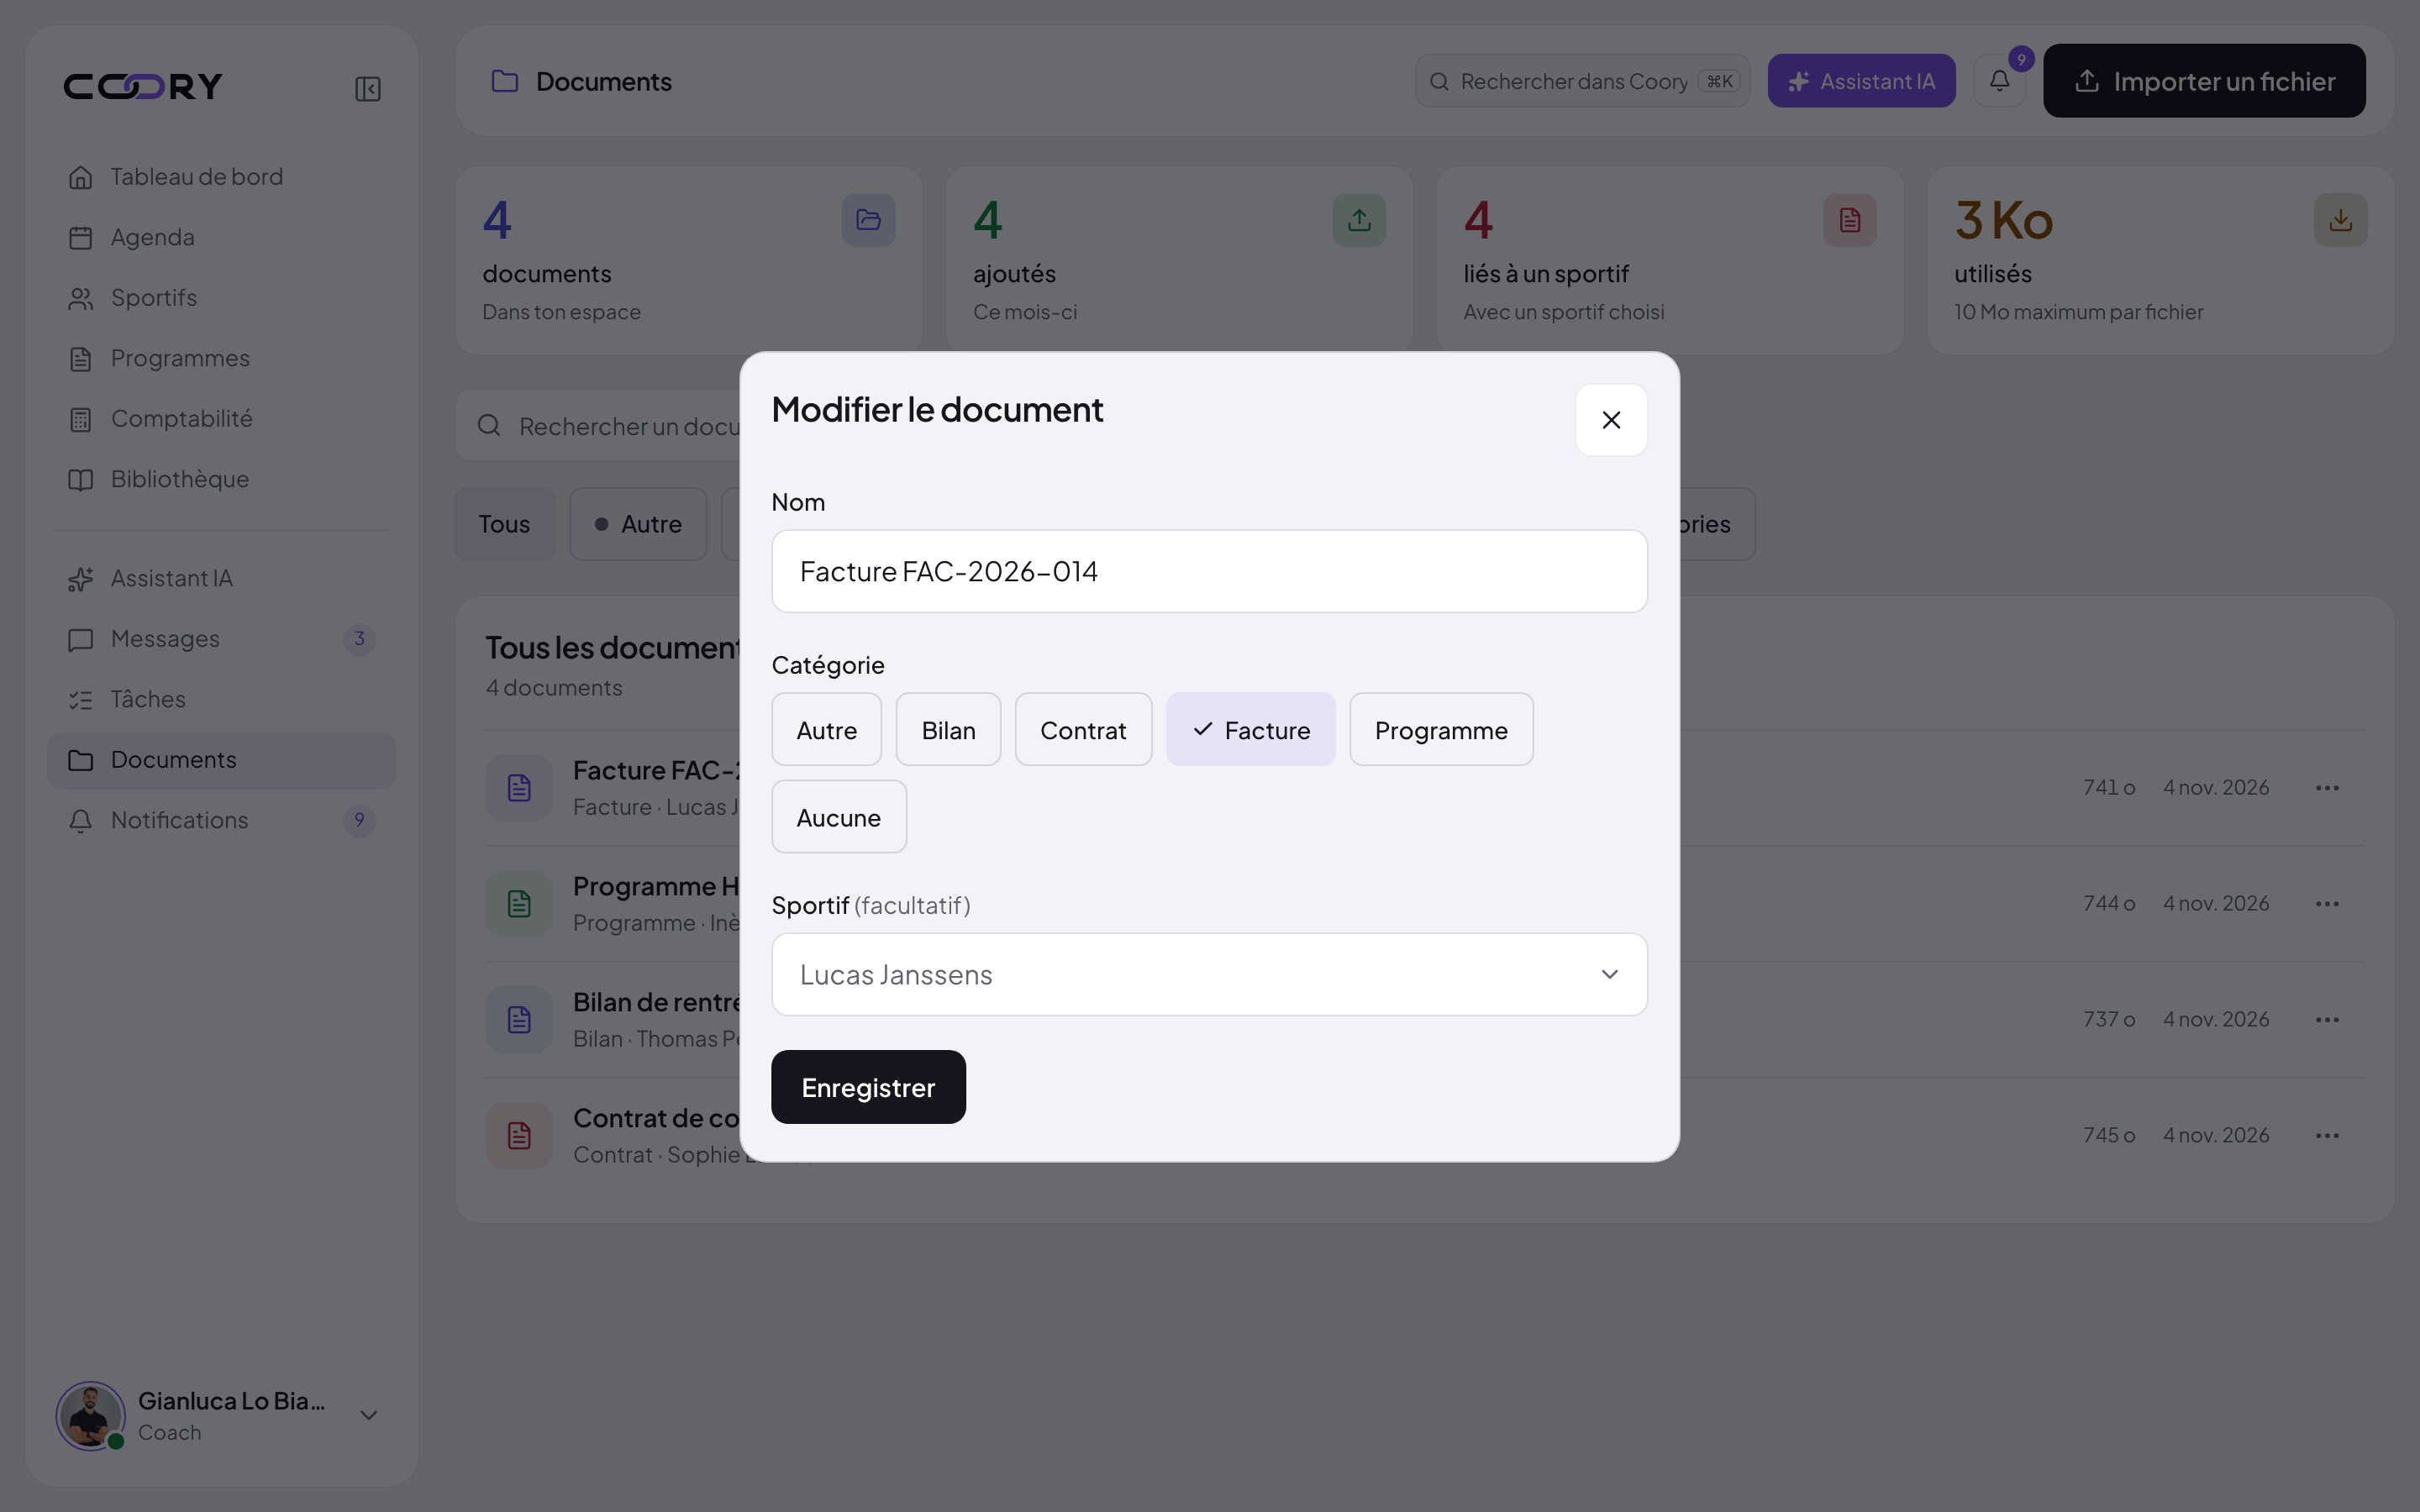 COORY
Tableau de bord
Agenda
Sportifs
Programmes
Comptabilité
Bibliothèque
Assistant IA
Messages 3
Tâches
Documents
Notifications 9
Gianluca Lo Bia...
Coach
Documents
Rechercher dans Coory ⌘K
Assistant IA
9
Importer un fichier
4
documents
Dans ton espace
4
ajoutés
Ce mois-ci
4
liés à un sportif
Avec un sportif choisi
3 Ko
utilisés
10 Mo maximum par fichier
Rechercher un docu
Tous
Autre
ories
Tous les document
4 documents
Facture FAC-2
Facture · Lucas J
741 o 4 nov. 2026
Programme H
Programme · Inè
744 o 4 nov. 2026
Bilan de rentré
Bilan · Thomas Pe
737 o 4 nov. 2026
Contrat de co
Contrat · Sophie
745 o 4 nov. 2026
Modifier le document
Nom
Facture FAC-2026-014
Catégorie
Autre
Bilan
Contrat
Facture
Programme
Aucune
Sportif (facultatif)
Lucas Janssens
Enregistrer